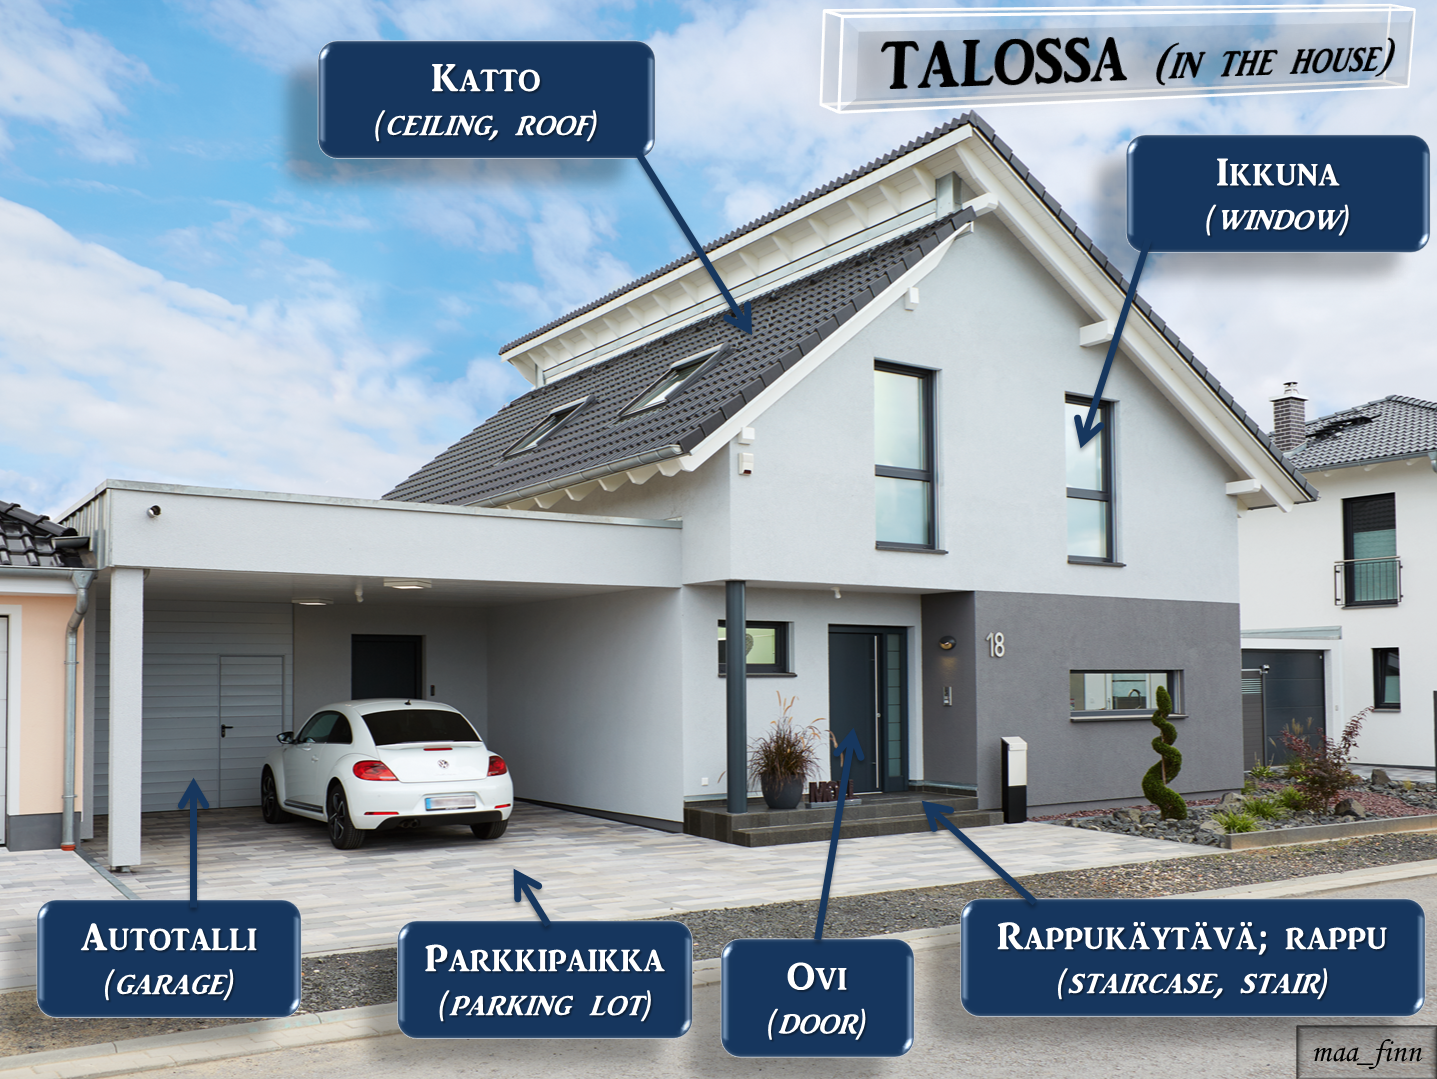 TALOSSA (IN THE HOUSE)
KATTO
(CEILING, ROOF)
IKKUNA
(WINDOW)
18
AUTOTALLI
(GARAGE)
PARKKIPAIKKA
(PARKING LOT)
OVI
(DOOR)
RAPPUKÄYTÄVÄ; RAPPU
(STAIRCASE, STAIR)
maa_finn